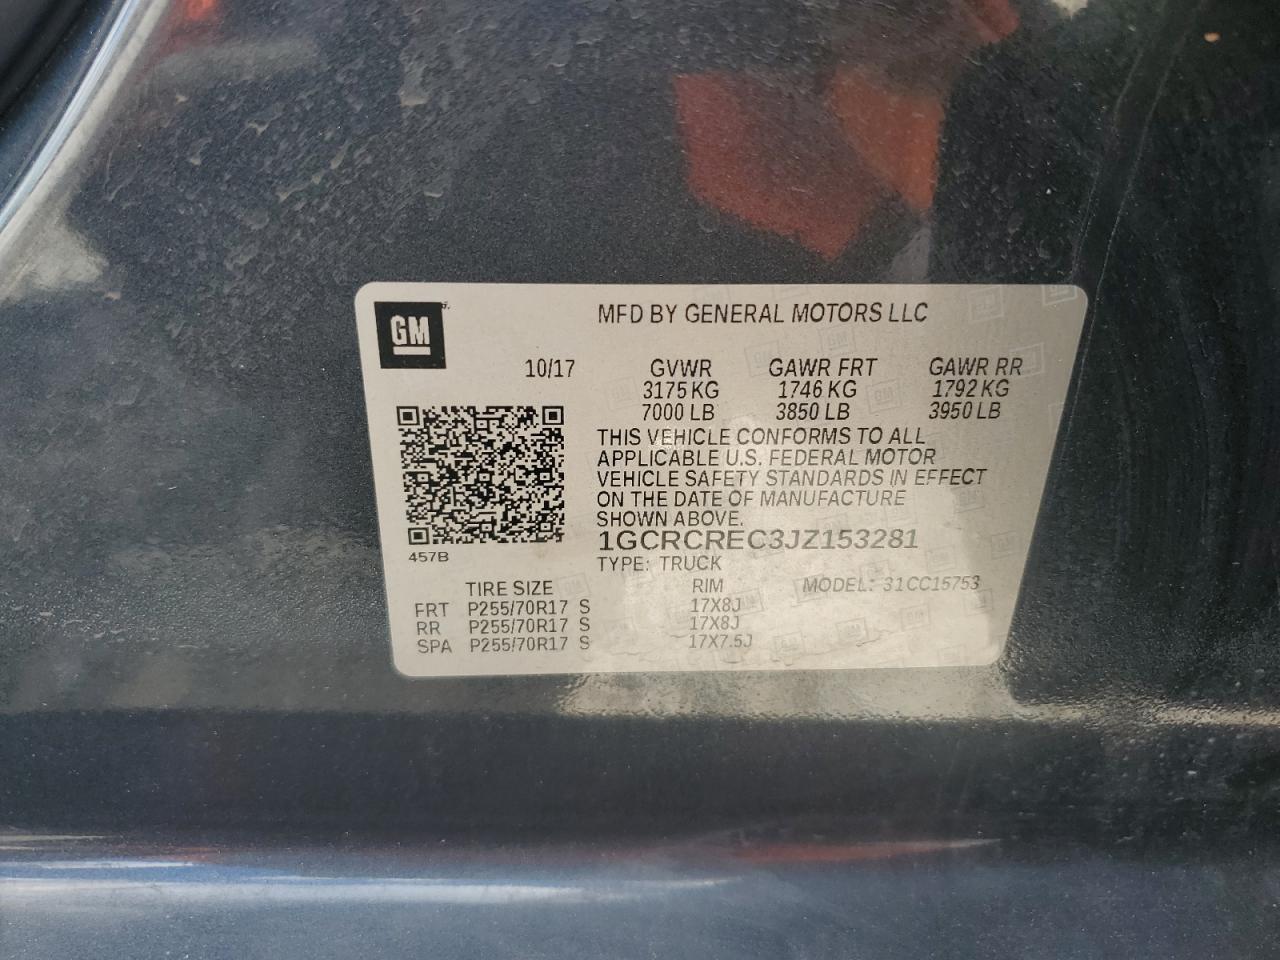 GM
MFD BY GENERAL MOTORS LLC
10/17 GVWR GAWR FRT GAWR RR
3175 KG 1746 KG 1792 KG
7000 LB 3850 LB 3950 LB
THIS VEHICLE CONFORMS TO ALL
APPLICABLE U.S. FEDERAL MOTOR
VEHICLE SAFETY STANDARDS IN EFFECT
ON THE DATE OF MANUFACTURE
SHOWN ABOVE.
1GCRCREC3JZ153281
457B
TYPE: TRUCK
TIRE SIZE RIM MODEL: 31CC15753
FRT P255/70R17 S 17X8J
RR P255/70R17 S 17X8J
SPA P255/70R17 S 17X7.5J